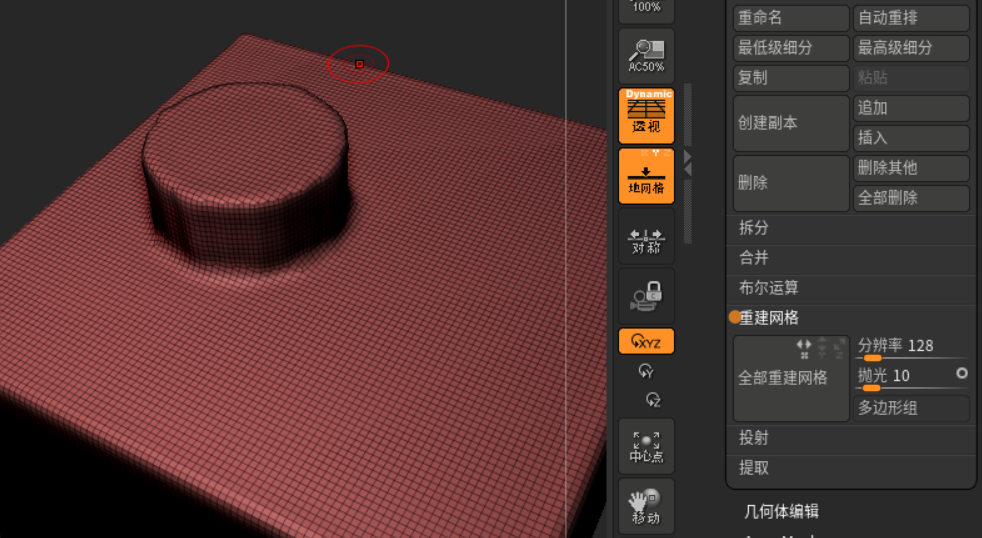 100%
AC50%
Dynamic
透视
地网格
对称
XYZ
Y
Z
中心点
移动
重命名
自动重排
最低级细分
最高级细分
复制
粘贴
创建副本
追加
插入
删除
删除其他
全部删除
拆分
合并
布尔运算
重建网格
全部重建网格
分辨率 128
抛光 10
多边形组
投射
提取
几何体编辑